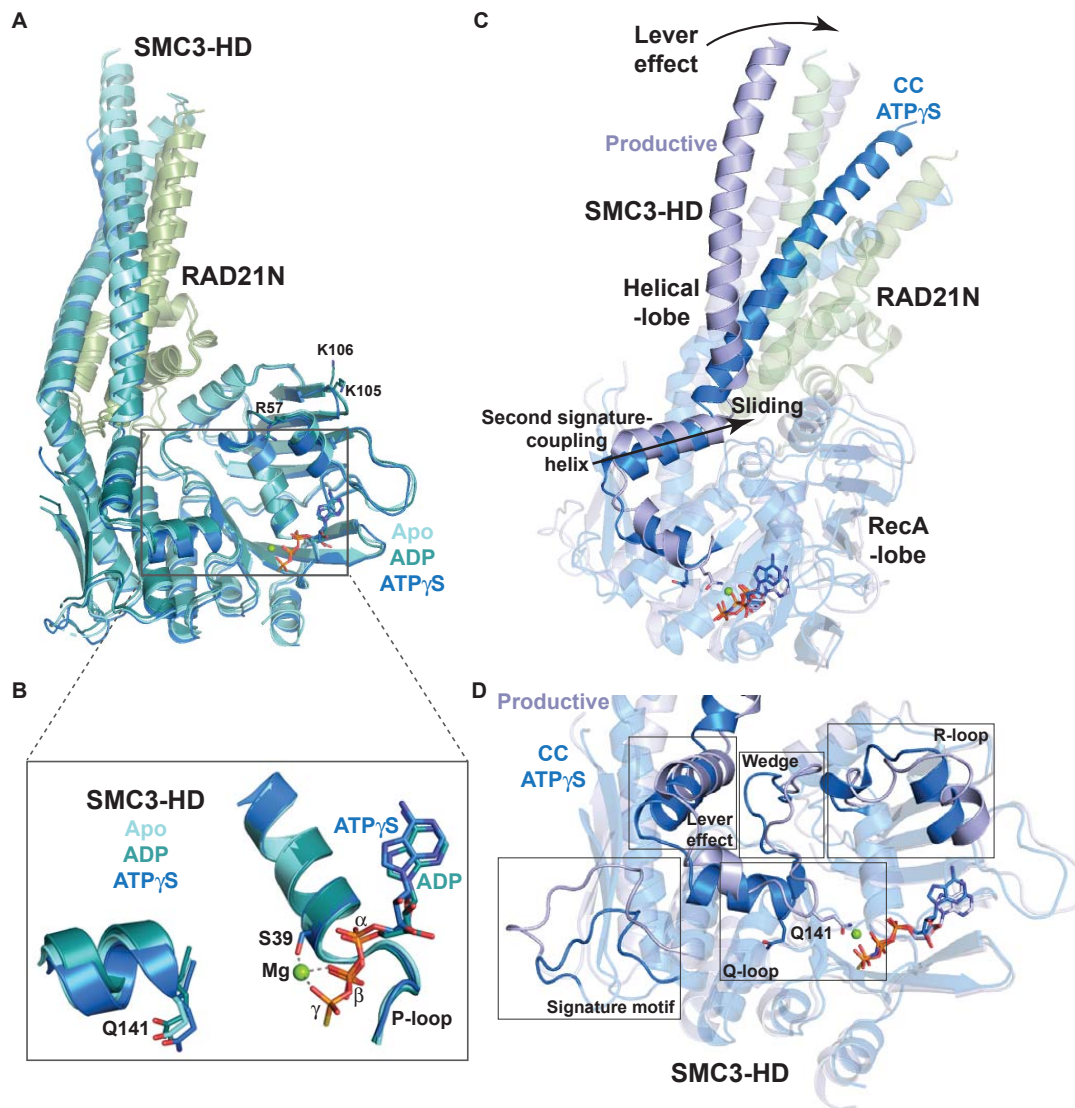 A
SMC3-HD
RAD21N
K106
K105
R57
Apo
ADP
ATPγS
B
SMC3-HD
Apo
ADP
ATPγS
ATPγS
ADP
α
S39
Mg
β
γ
P-loop
Q141
C
Lever
effect
CC
ATPγS
Productive
SMC3-HD
Helical
-lobe
RAD21N
Second signature-
coupling
helix
Sliding
RecA
-lobe
D
Productive
CC
ATPγS
Wedge
R-loop
Lever
effect
Q141
Q-loop
Signature motif
SMC3-HD